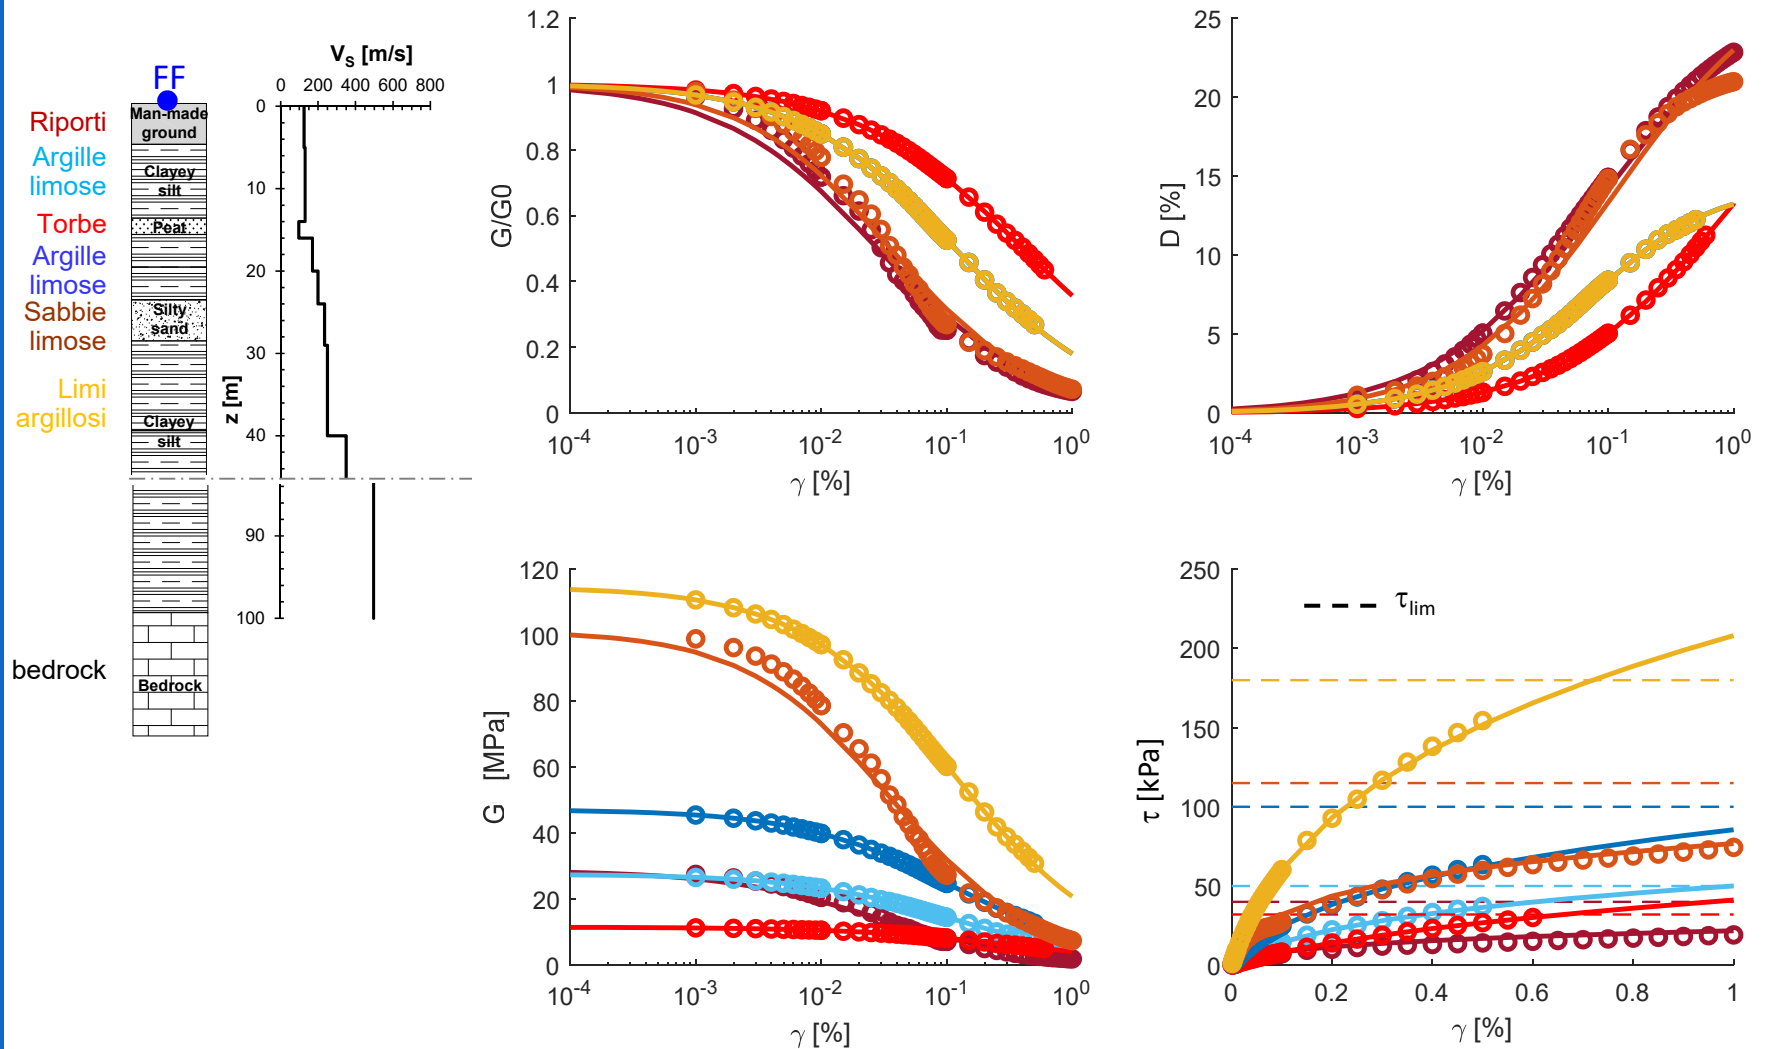 V_S [m/s]
0 200 400 600 800
FF
Riporti
Argille
limose
Torbe
Argille
limose
Sabbie
limose
Limi
argillosi
bedrock
Man-made
ground
Clayey
silt
Peat
Silty
sand
Clayey
silt
Bedrock
z [m]
0
10
20
30
40
90
100
G/G0
1.2
1
0.8
0.6
0.4
0.2
0
10^-4 10^-3 10^-2 10^-1 10^0
γ [%]
D [%]
25
20
15
10
5
0
10^-4 10^-3 10^-2 10^-1 10^0
γ [%]
G [MPa]
120
100
80
60
40
20
0
10^-4 10^-3 10^-2 10^-1 10^0
γ [%]
τ [kPa]
250
200
150
100
50
0
τ_lim
0 0.2 0.4 0.6 0.8 1
γ [%]